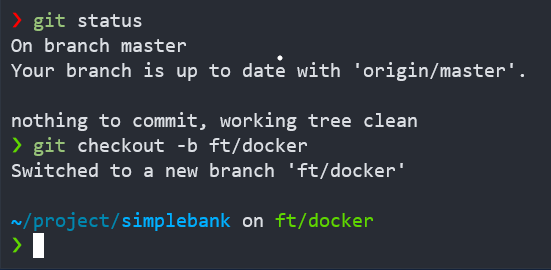 ❯ git status
On branch master
Your branch is up to date with 'origin/master'.
nothing to commit, working tree clean
❯ git checkout -b ft/docker
Switched to a new branch 'ft/docker'
~/project/simplebank on ft/docker
❯